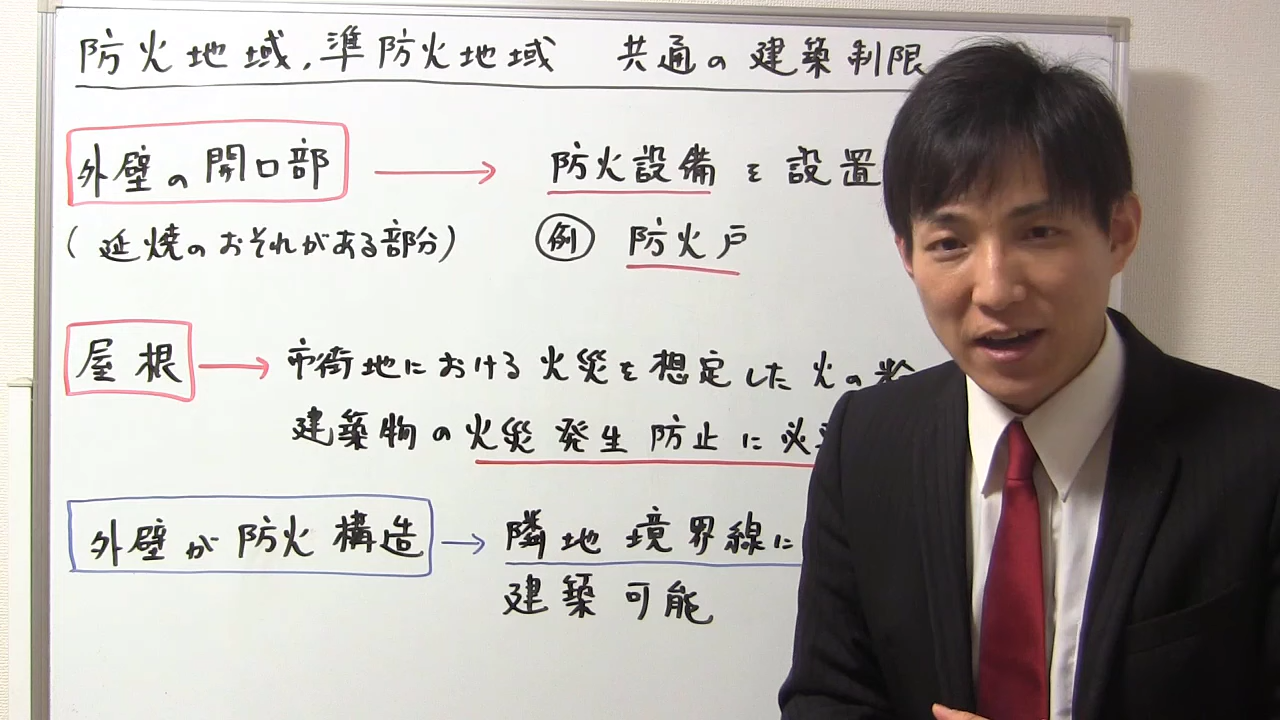 防火地域,準防火地域 共通の建築制限
外壁の開口部 → 防火設備を設置
(延焼のおそれがある部分) 例 防火戸
屋根 → 市街地における火災を想定した火の粉
建築物の火災発生防止に必
外壁が防火構造 → 隣地境界線に
建築可能